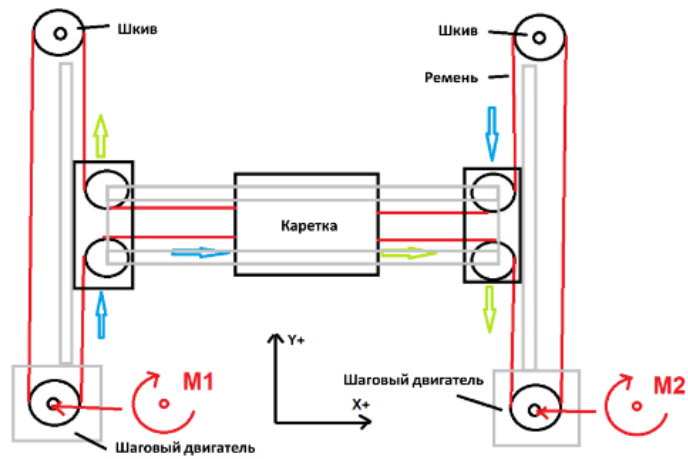 Шкив
Шкив
Ремень
Каретка
Y+
X+
M1
Шаговый двигатель
M2
Шаговый двигатель